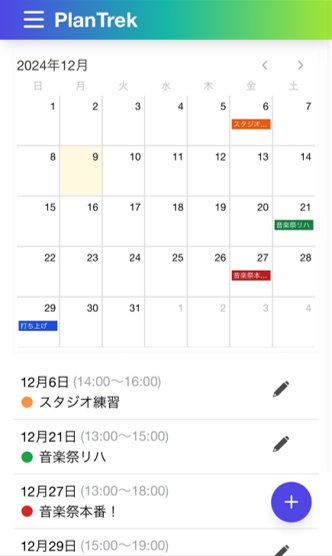 PlanTrek
2024年12月
日 月 火 水 木 金 土
1 2 3 4 5 6 7
スタジオ...
8 9 10 11 12 13 14
15 16 17 18 19 20 21
音楽祭リハ
22 23 24 25 26 27 28
音楽祭本...
29 30 31 1 2 3 4
打ち上げ
12月6日 (14:00〜16:00)
スタジオ練習
12月21日 (13:00〜15:00)
音楽祭リハ
12月27日 (13:00〜18:00)
音楽祭本番！
12月29日 (15:00〜19:00)